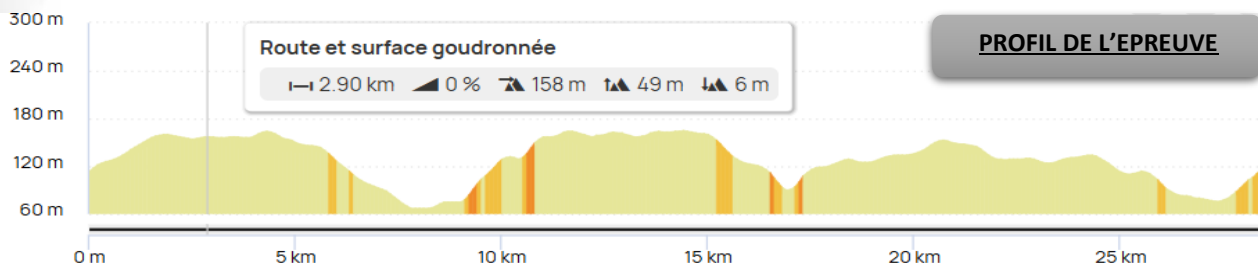 300 m
PROFIL DE L'EPREUVE
Route et surface goudronnée
240 m
2.90 km 0 % 158 m 49 m 6 m
180 m
120 m
60 m
0 m 5 km 10 km 15 km 20 km 25 km